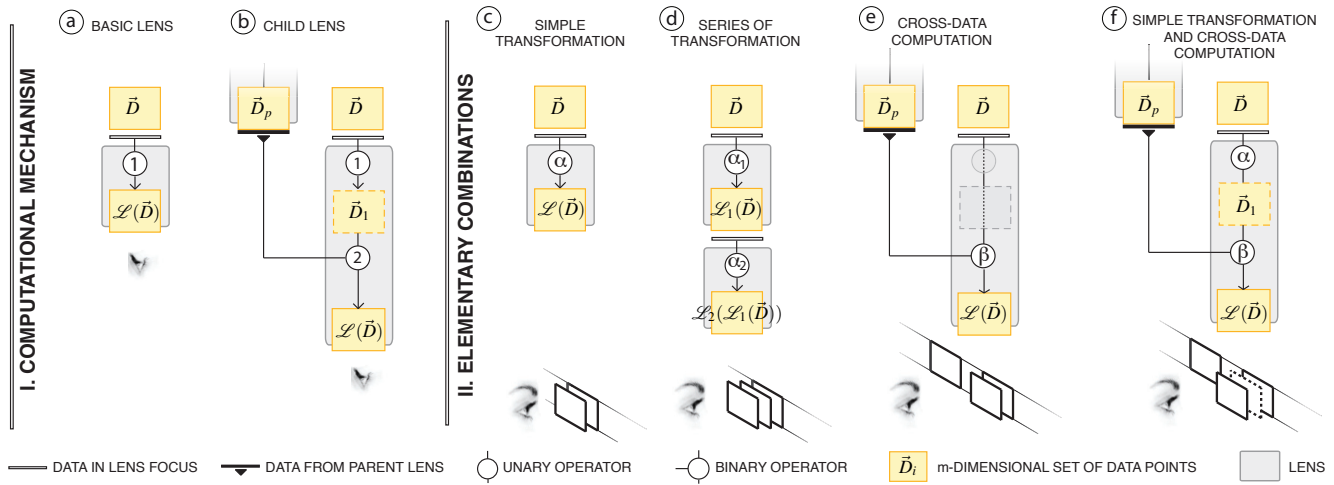 I. COMPUTATIONAL MECHANISM
a BASIC LENS
D⃗
1
ℒ(D⃗)
b CHILD LENS
D⃗p
D⃗
1
D⃗1
2
ℒ(D⃗)
II. ELEMENTARY COMBINATIONS
c SIMPLE
TRANSFORMATION
D⃗
α
ℒ(D⃗)
d SERIES OF
TRANSFORMATION
D⃗
α1
ℒ1(D⃗)
α2
ℒ2(ℒ1(D⃗))
e CROSS-DATA
COMPUTATION
D⃗p
D⃗
β
ℒ(D⃗)
f SIMPLE TRANSFORMATION
AND CROSS-DATA
COMPUTATION
D⃗p
D⃗
α
D⃗1
β
ℒ(D⃗)
DATA IN LENS FOCUS
DATA FROM PARENT LENS
UNARY OPERATOR
BINARY OPERATOR
D⃗i m-DIMENSIONAL SET OF DATA POINTS
LENS